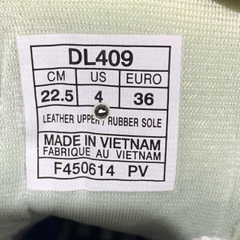 DL409
CM US EURO
22.5 4 36
LEATHER UPPER / RUBBER SOLE
MADE IN VIETNAM
FABRIQUE AU VIETNAM
F450614 PV